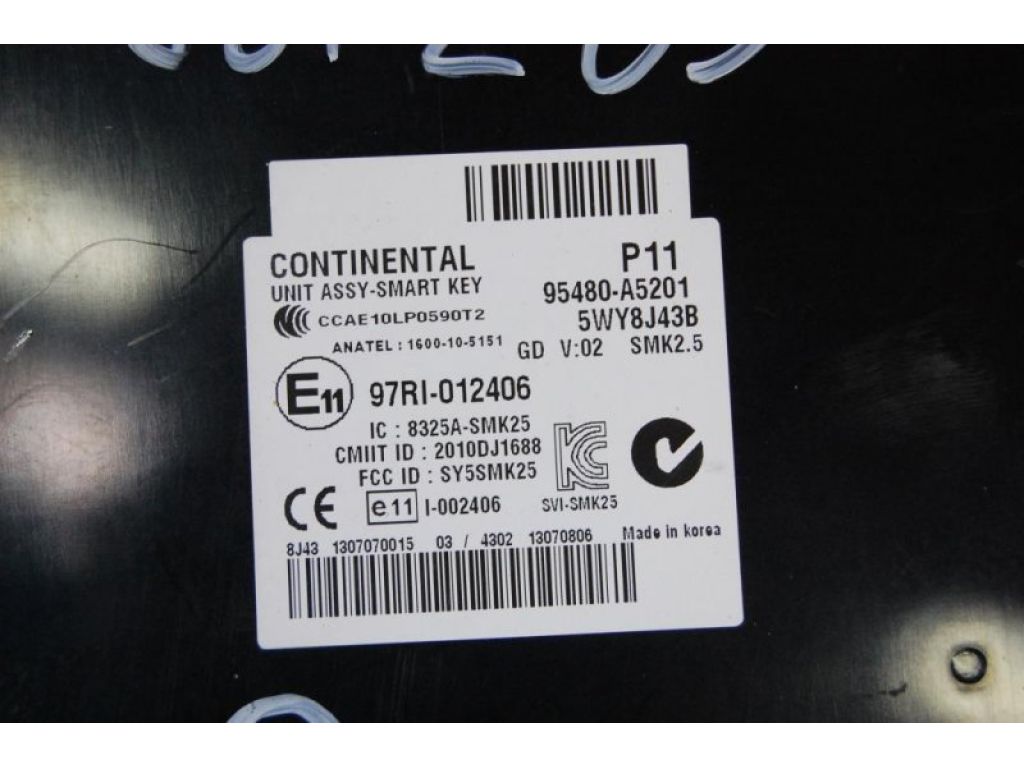 CONTINENTAL P11
UNIT ASSY-SMART KEY 95480-A5201
CCAE10LP0590T2 5WY8J43B
ANATEL : 1600-10-5151 GD V:02 SMK2.5
E11 97RI-012406
IC : 8325A-SMK25
CMIIT ID : 2010DJ1688
FCC ID : SY5SMK25
CE e11 I-002406 SVI-SMK25
8J43 1307070015 03 / 4302 13070806 Made in korea